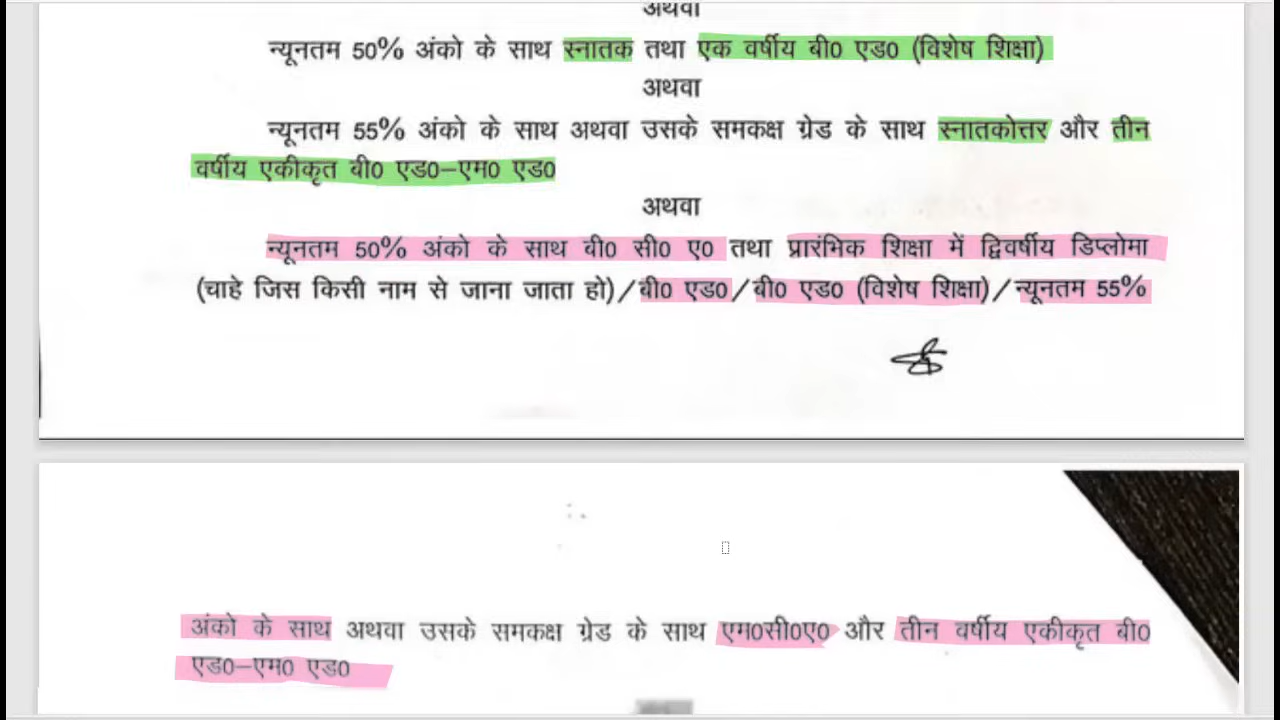 अथवा
न्यूनतम 50% अंको के साथ स्नातक तथा एक वर्षीय बी0 एड0 (विशेष शिक्षा)
अथवा
न्यूनतम 55% अंको के साथ अथवा उसके समकक्ष ग्रेड के साथ स्नातकोत्तर और तीन
वर्षीय एकीकृत बी0 एड0–एम0 एड0
अथवा
न्यूनतम 50% अंको के साथ बी0 सी0 ए0 तथा प्रारंभिक शिक्षा में द्विवर्षीय डिप्लोमा
(चाहे जिस किसी नाम से जाना जाता हो)/बी0 एड0/बी0 एड0 (विशेष शिक्षा)/न्यूनतम 55%
अंको के साथ अथवा उसके समकक्ष ग्रेड के साथ एम0सी0ए0 और तीन वर्षीय एकीकृत बी0
एड0–एम0 एड0